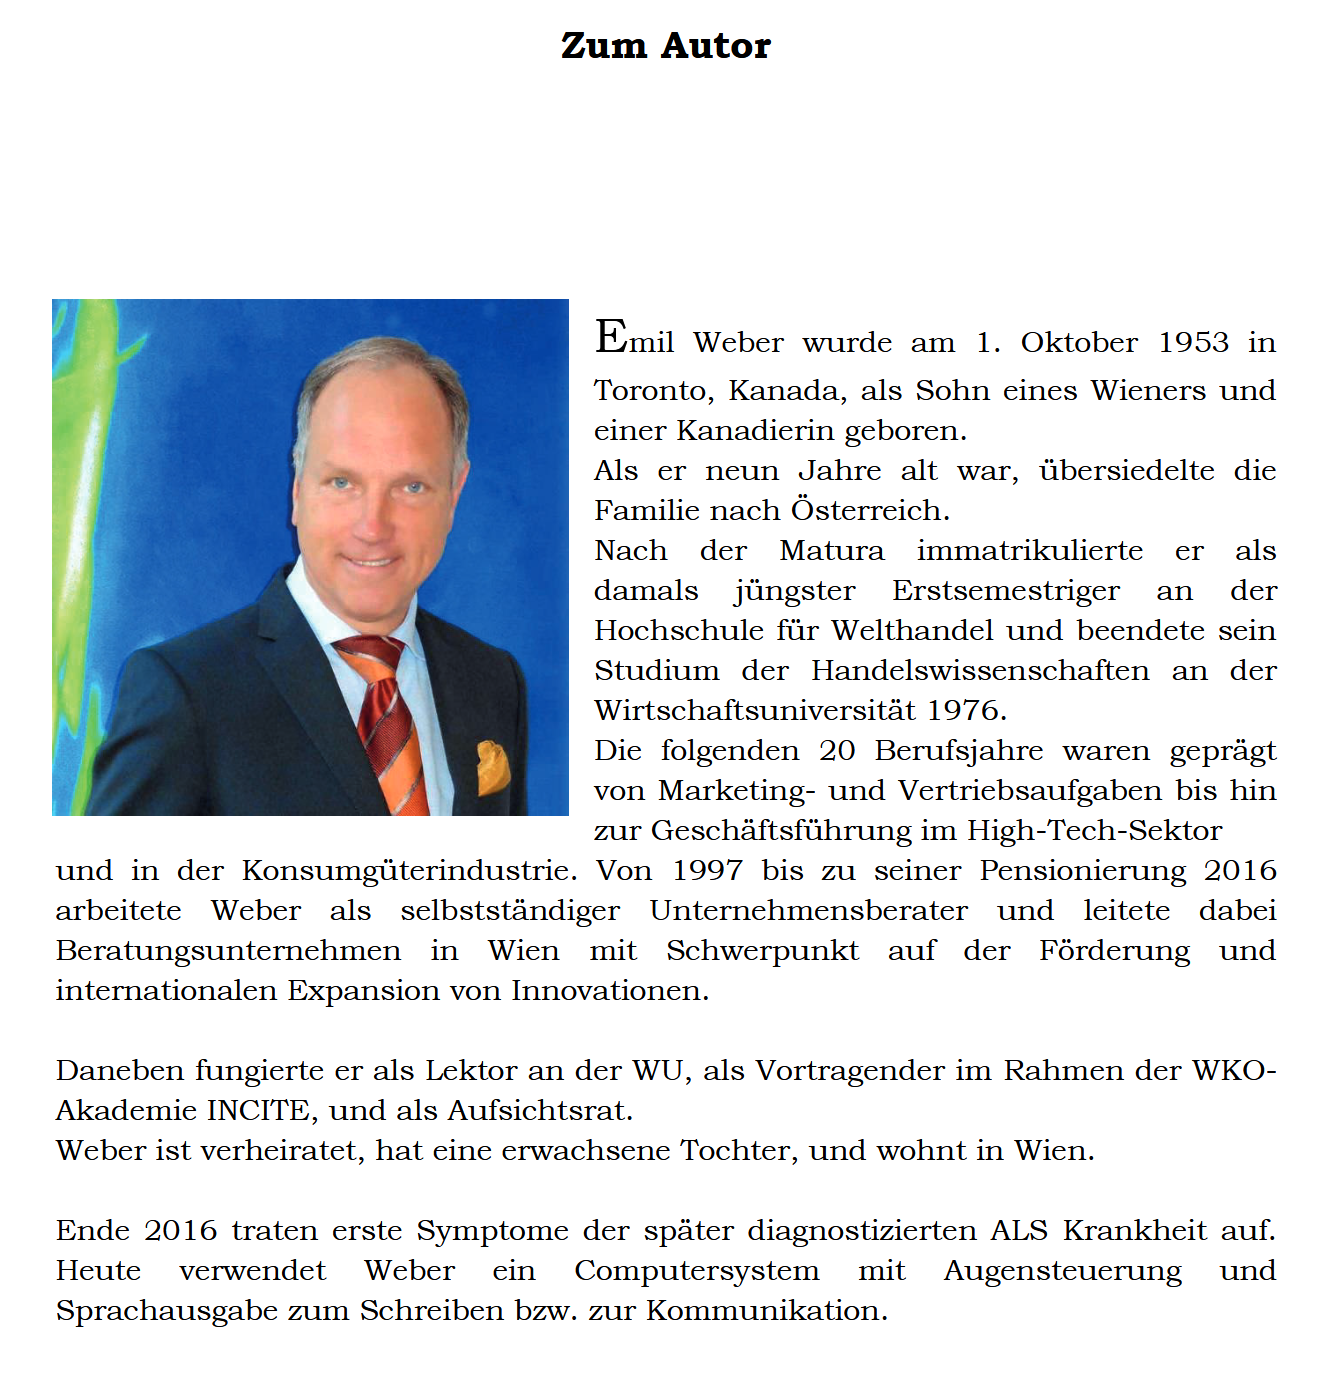 Zum Autor
Emil Weber wurde am 1. Oktober 1953 in
Toronto, Kanada, als Sohn eines Wieners und
einer Kanadierin geboren.
Als er neun Jahre alt war, übersiedelte die
Familie nach Österreich.
Nach der Matura immatrikulierte er als
damals jüngster Erstsemestriger an der
Hochschule für Welthandel und beendete sein
Studium der Handelswissenschaften an der
Wirtschaftsuniversität 1976.
Die folgenden 20 Berufsjahre waren geprägt
von Marketing- und Vertriebsaufgaben bis hin
zur Geschäftsführung im High-Tech-Sektor
und in der Konsumgüterindustrie. Von 1997 bis zu seiner Pensionierung 2016
arbeitete Weber als selbstständiger Unternehmensberater und leitete dabei
Beratungsunternehmen in Wien mit Schwerpunkt auf der Förderung und
internationalen Expansion von Innovationen.
Daneben fungierte er als Lektor an der WU, als Vortragender im Rahmen der WKO-
Akademie INCITE, und als Aufsichtsrat.
Weber ist verheiratet, hat eine erwachsene Tochter, und wohnt in Wien.
Ende 2016 traten erste Symptome der später diagnostizierten ALS Krankheit auf.
Heute verwendet Weber ein Computersystem mit Augensteuerung und
Sprachausgabe zum Schreiben bzw. zur Kommunikation.